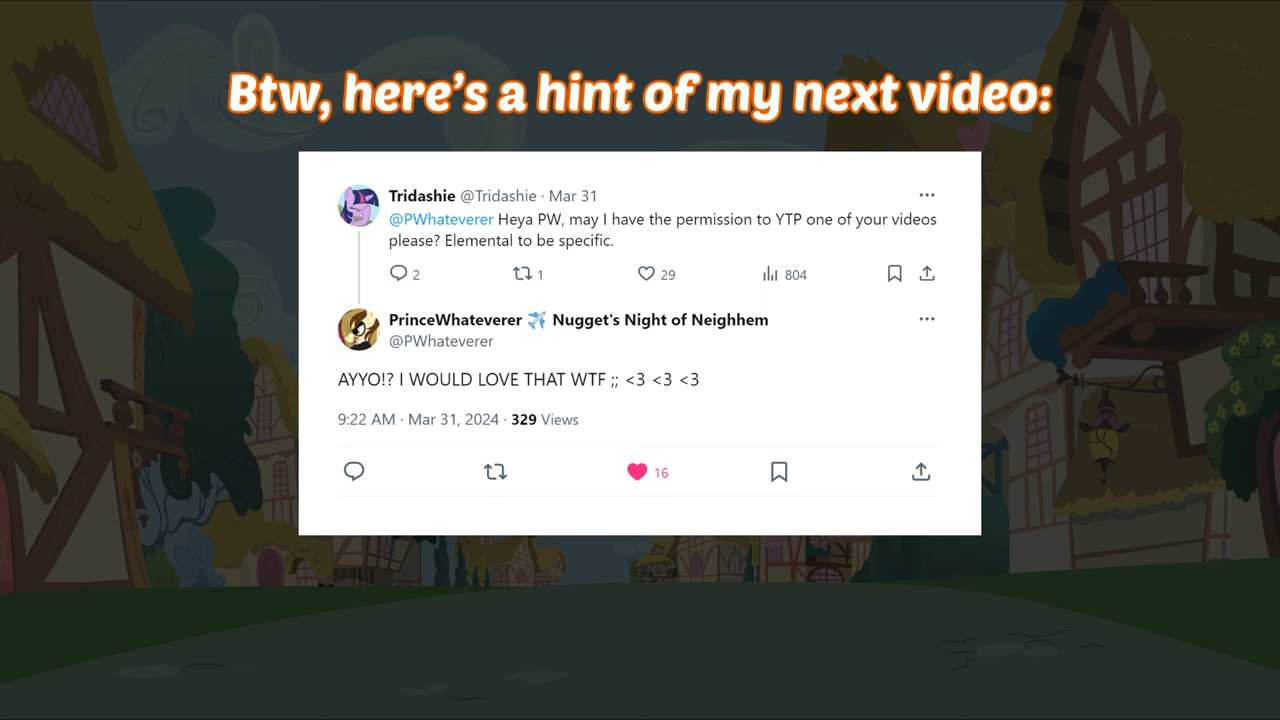 Btw, here's a hint of my next video:
Tridashie @Tridashie · Mar 31
@PWhateverer Heya PW, may I have the permission to YTP one of your videos
please? Elemental to be specific.
2 1 29 804
PrinceWhateverer ✈️ Nugget's Night of Neighhem
@PWhateverer
AYYO!? I WOULD LOVE THAT WTF ;; <3 <3 <3
9:22 AM · Mar 31, 2024 · 329 Views
16